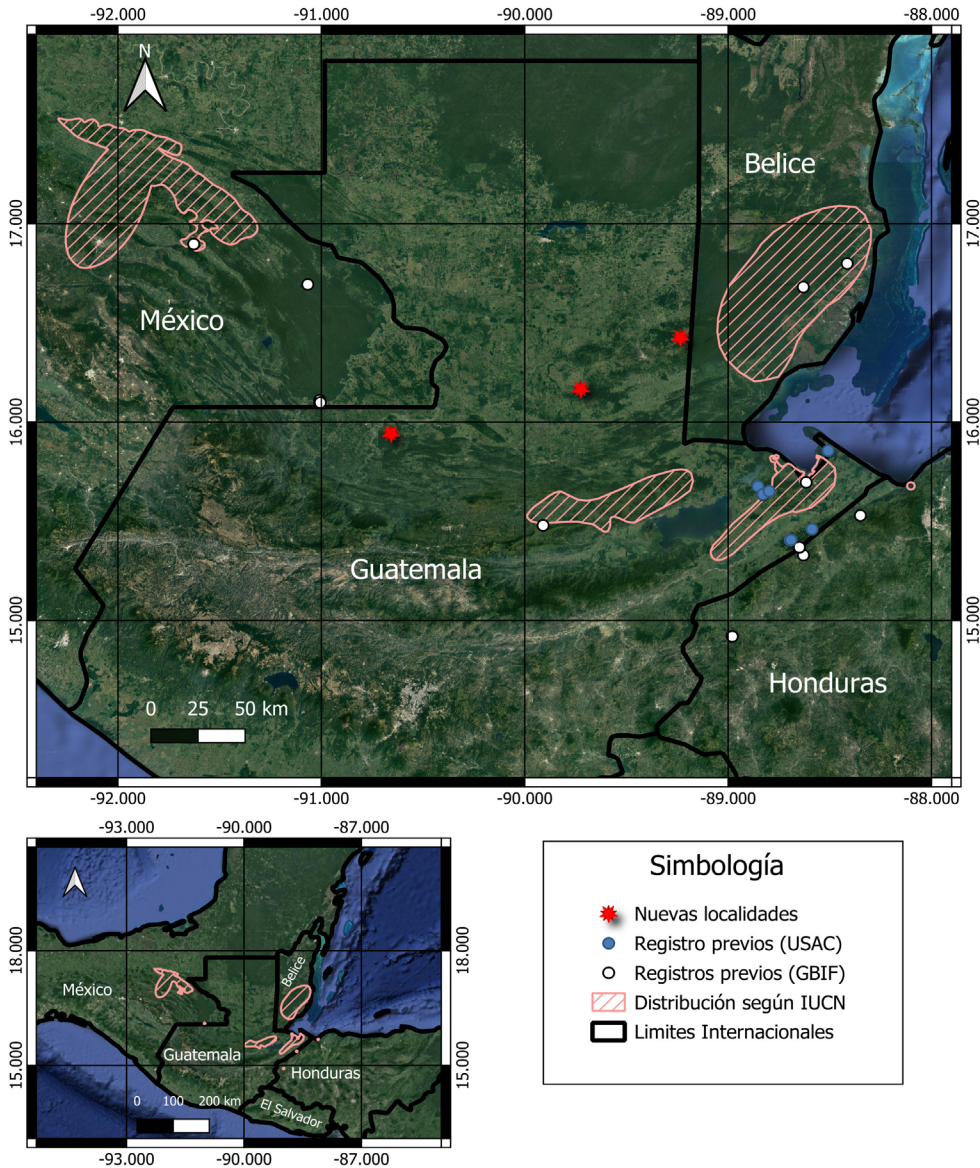 -92.000 -91.000 -90.000 -89.000 -88.000
N
Belice
17.000 17.000
México
16.000 16.000
Guatemala
15.000 15.000
Honduras
0 25 50 km
-92.000 -91.000 -90.000 -89.000 -88.000
-93.000 -90.000 -87.000
18.000 18.000
Belice
México
Guatemala
15.000 15.000
Honduras
0 100 200 km
El Salvador
-93.000 -90.000 -87.000
Simbología
Nuevas localidades
Registro previos (USAC)
Registros previos (GBIF)
Distribución según IUCN
Limites Internacionales